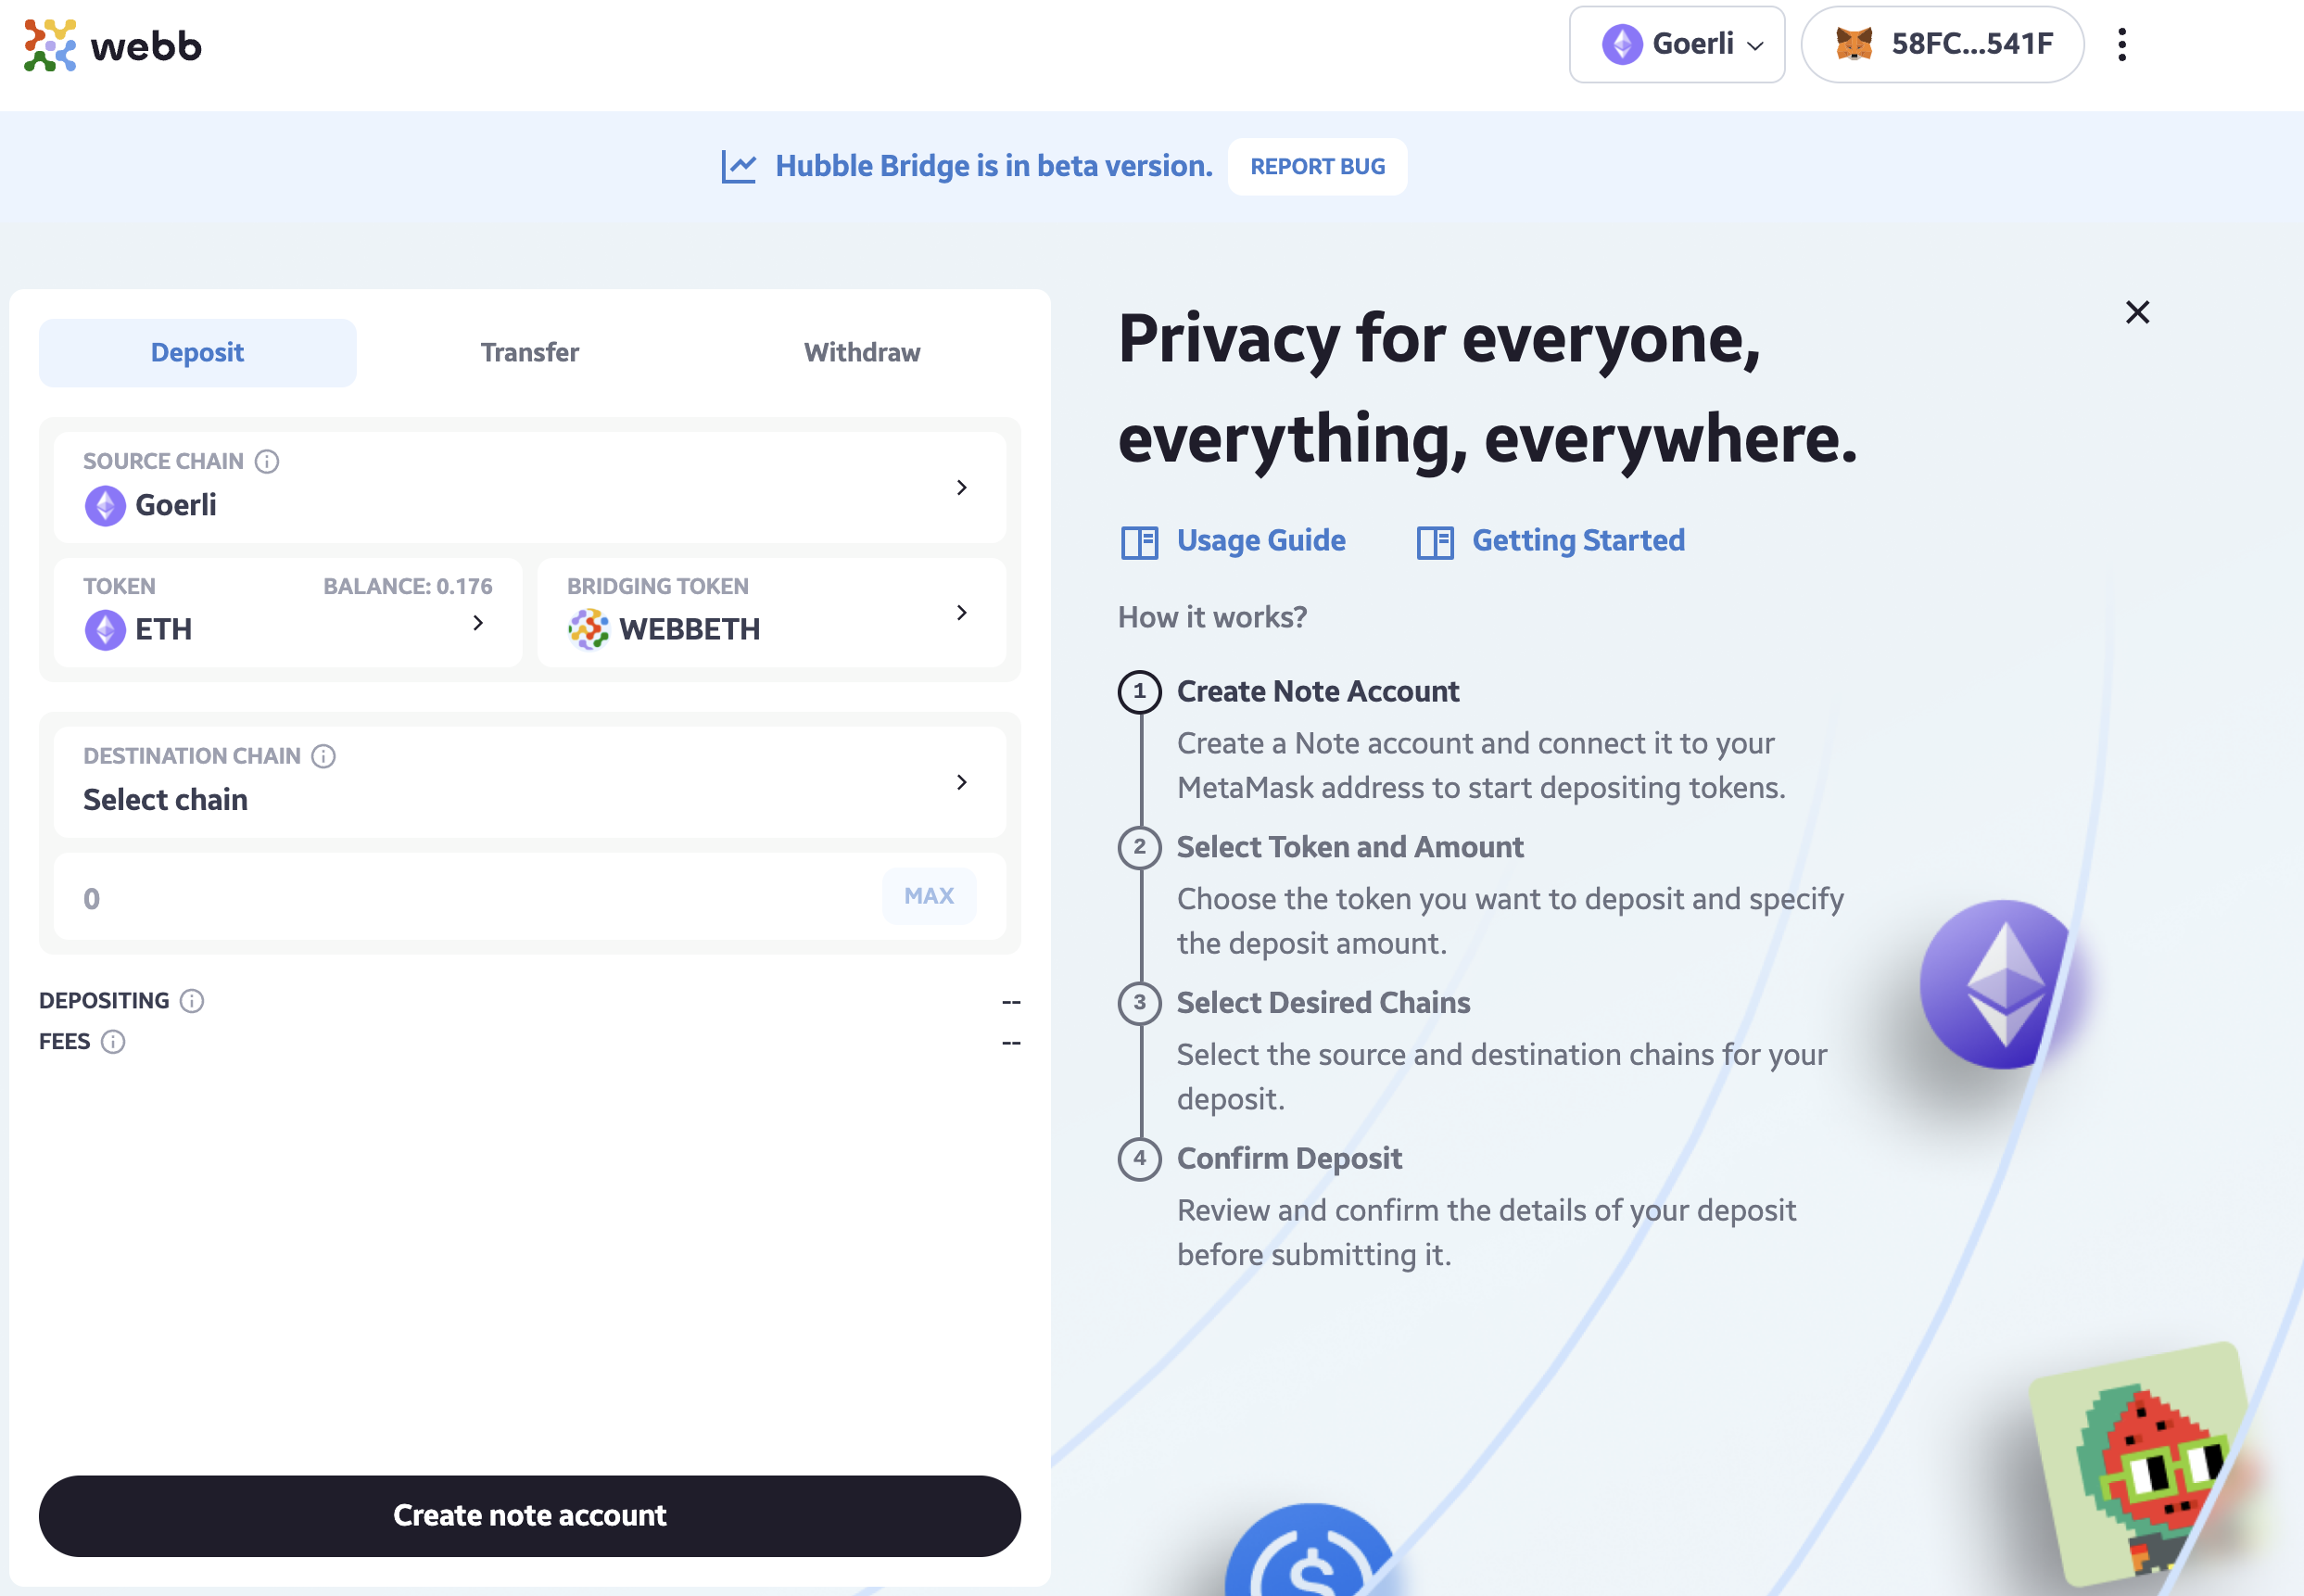 webb
Goerli
58FC...541F
Hubble Bridge is in beta version.
REPORT BUG
Deposit
Transfer
Withdraw
SOURCE CHAIN
Goerli
TOKEN
BALANCE: 0.176
ETH
BRIDGING TOKEN
WEBBETH
DESTINATION CHAIN
Select chain
0
MAX
DEPOSITING
--
FEES
--
Create note account
Privacy for everyone,
everything, everywhere.
Usage Guide
Getting Started
How it works?
1 Create Note Account
Create a Note account and connect it to your
MetaMask address to start depositing tokens.
2 Select Token and Amount
Choose the token you want to deposit and specify
the deposit amount.
3 Select Desired Chains
Select the source and destination chains for your
deposit.
4 Confirm Deposit
Review and confirm the details of your deposit
before submitting it.
$